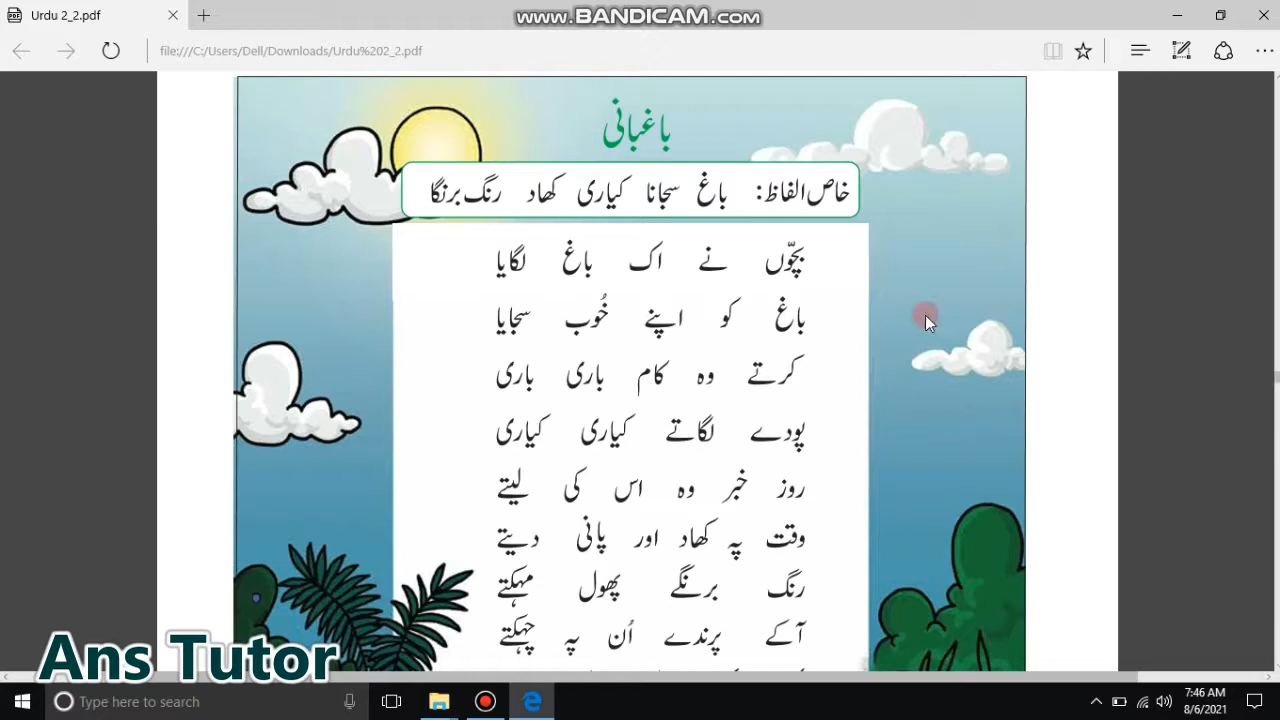 Urdu 2_2.pdf
www.BANDICAM.com
file:///C:/Users/Dell/Downloads/Urdu%202_2.pdf
باغبانی
خاص الفاظ: باغ سجانا کیاری کھاد رنگ برنگا
بچّوں نے اک باغ لگایا
باغ کو اپنے خُوب سجایا
کرتے وہ کام باری باری
پودے لگاتے کیاری کیاری
روز خبر وہ اس کی لیتے
وقت پہ کھاد اور پانی دیتے
رنگ برنگے پھول مہکتے
آکے پرندے اُن پہ چہکتے
Ans Tutor
Type here to search
7:46 AM
8/6/2021